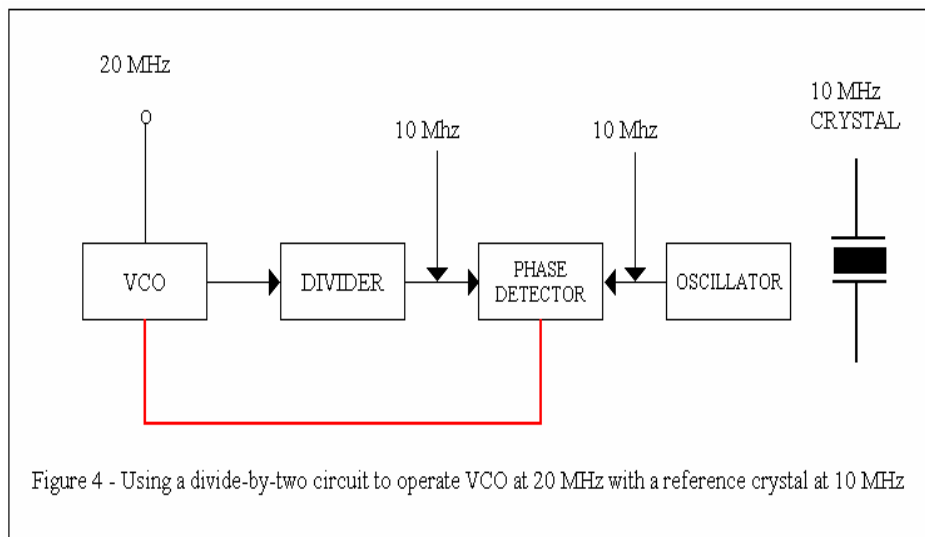 20 MHz
10 Mhz
10 Mhz
10 MHz
CRYSTAL
VCO
DIVIDER
PHASE
DETECTOR
OSCILLATOR
Figure 4 - Using a divide-by-two circuit to operate VCO at 20 MHz with a reference crystal at 10 MHz